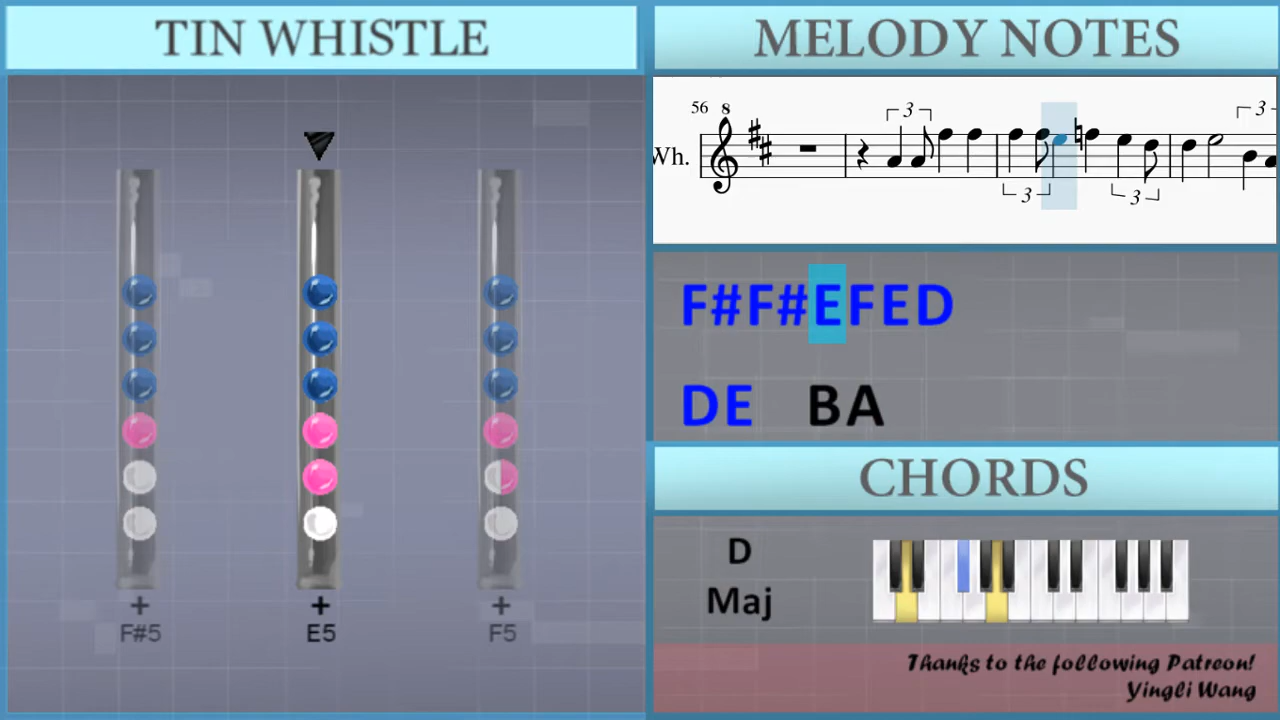 TIN WHISTLE
+
F#5
+
E5
+
F5
MELODY NOTES
56 8
3
3
3
3
Wh.
F#F#EFED
DE BA
CHORDS
D
Maj
Thanks to the following Patreon!
Yingli Wang